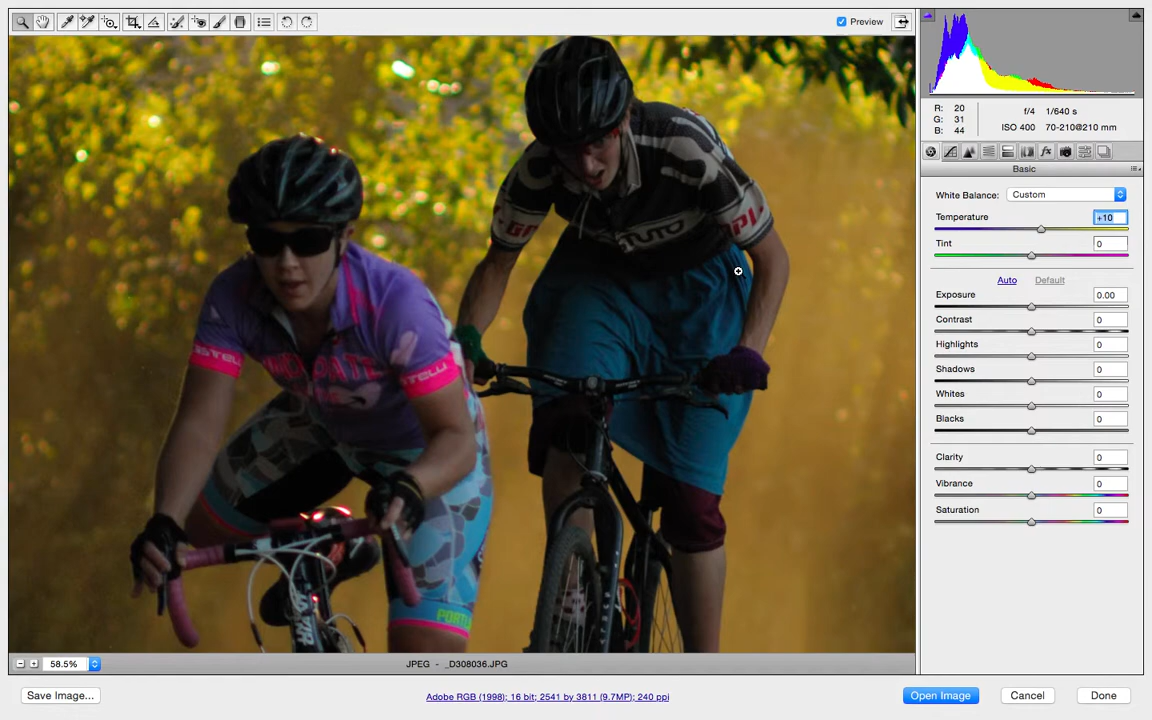 Preview
R: 20
G: 31
B: 44
f/4 1/640 s
ISO 400 70-210@210 mm
fx
Basic
White Balance: Custom
Temperature +10
Tint 0
Auto Default
Exposure 0.00
Contrast 0
Highlights 0
Shadows 0
Whites 0
Blacks 0
Clarity 0
Vibrance 0
Saturation 0
58.5% JPEG - _D308036.JPG
Save Image... Adobe RGB (1998); 16 bit; 2541 by 3811 (9.7MP); 240 ppi Open Image Cancel Done